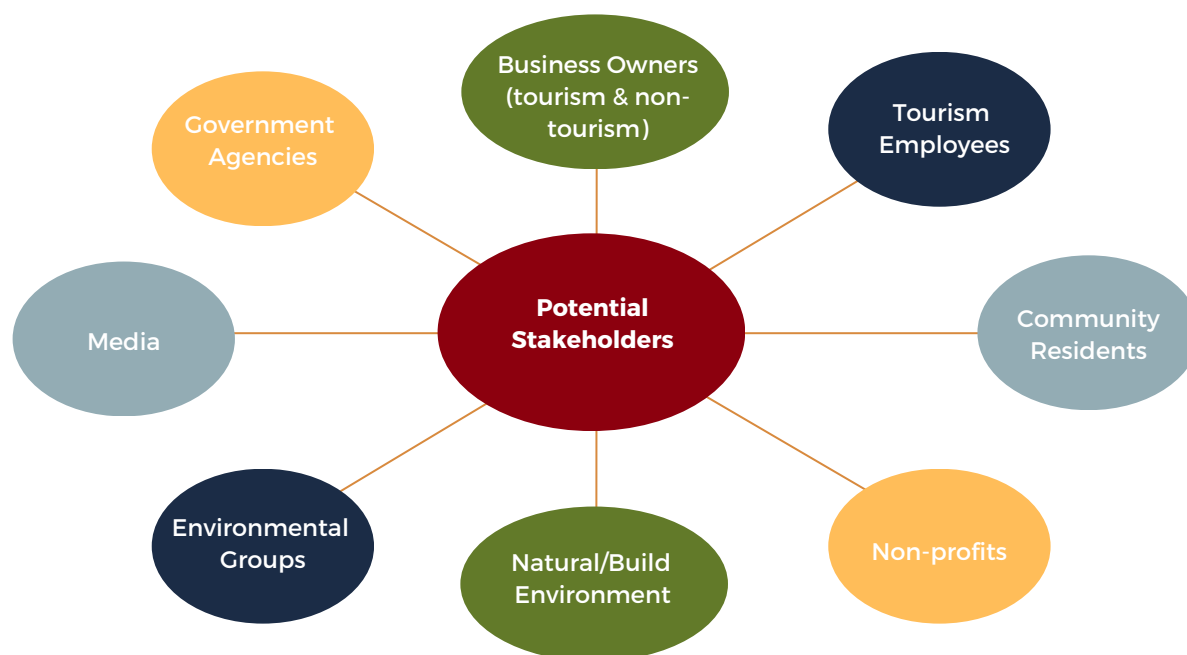 Business Owners
(tourism & non-
tourism)
Government
Agencies
Tourism
Employees
Potential
Stakeholders
Media
Community
Residents
Environmental
Groups
Natural/Build
Environment
Non-profits